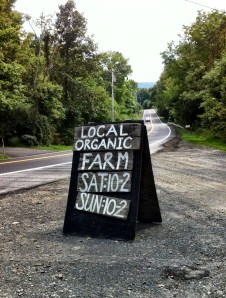 LOCAL
ORGANIC
FARM
SAT:10-2
SUN:10-2